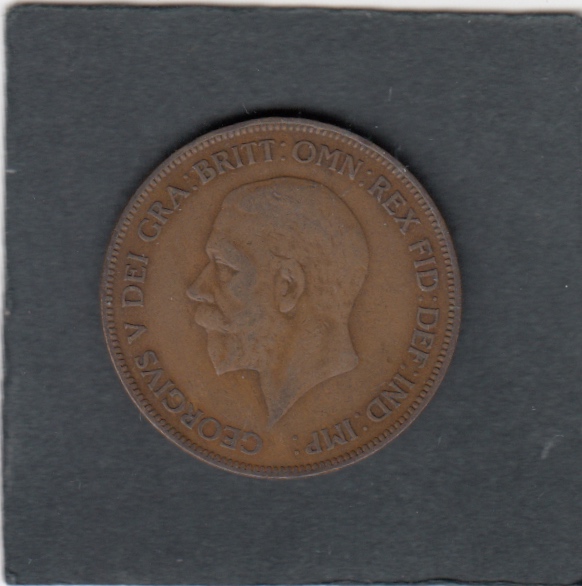 GEORGIVS V DEI GRA: BRITT: OMN: REX FID: DEF: IND: IMP: